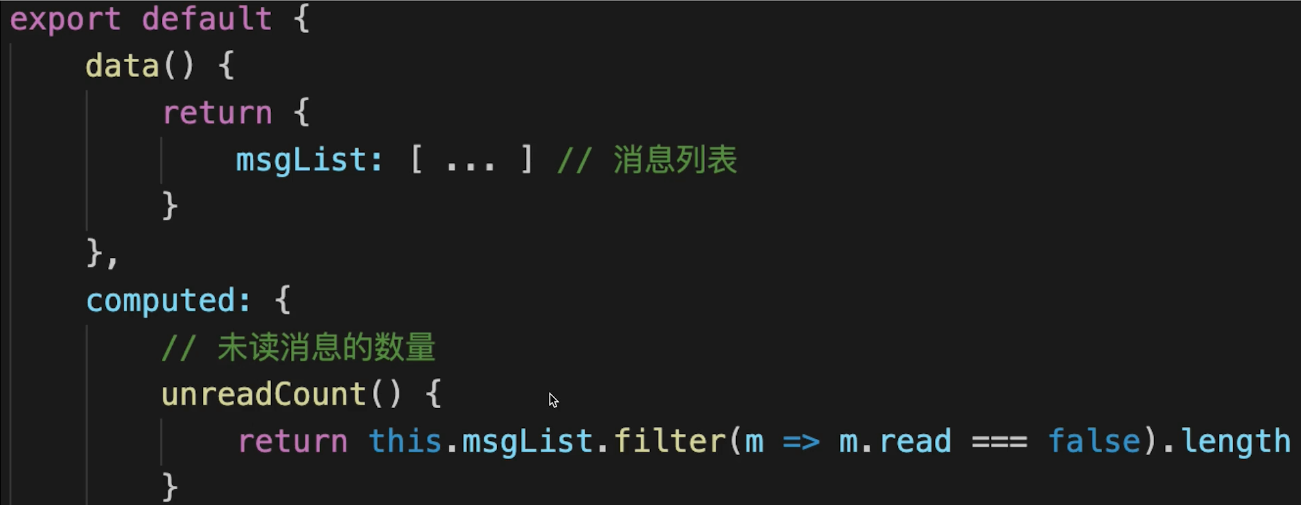 export default {
data() {
return {
msgList: [ ... ] // 消息列表
}
},
computed: {
// 未读消息的数量
unreadCount() {
return this.msgList.filter(m => m.read === false).length
}